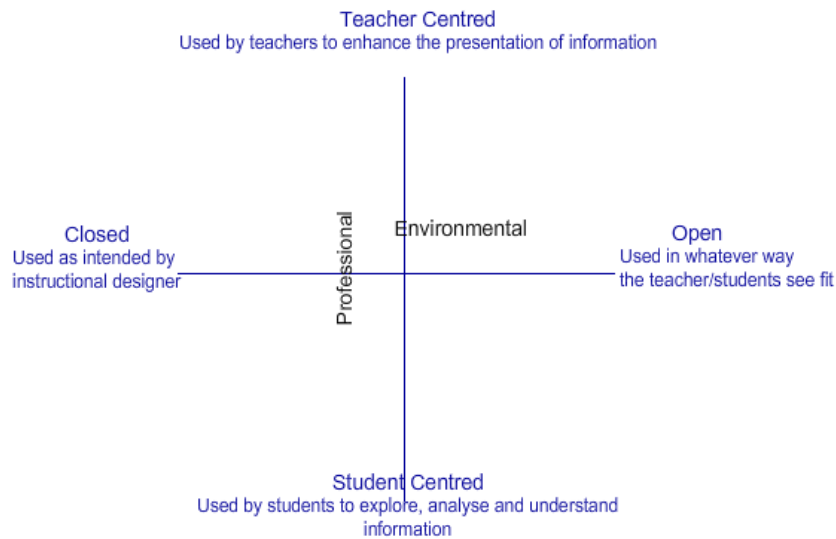 Teacher Centred
Used by teachers to enhance the presentation of information
Professional
Environmental
Closed
Used as intended by
instructional designer
Open
Used in whatever way
the teacher/students see fit
Student Centred
Used by students to explore, analyse and understand
information